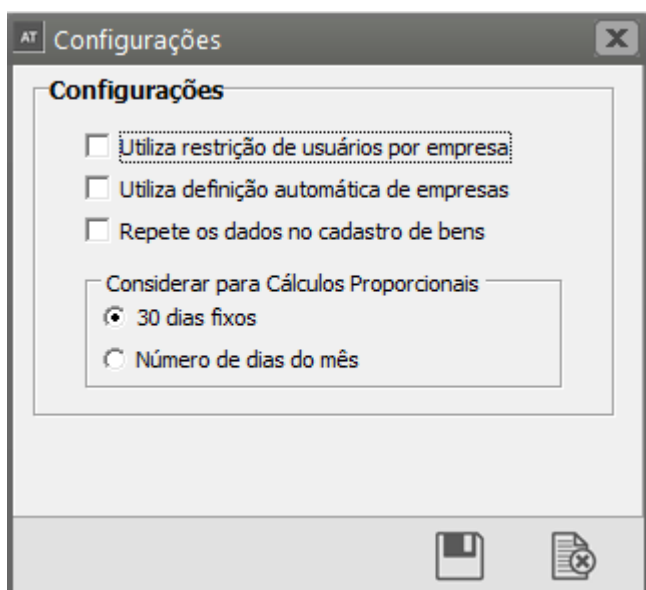 AT Configurações
Configurações
Utiliza restrição de usuários por empresa
Utiliza definição automática de empresas
Repete os dados no cadastro de bens
Considerar para Cálculos Proporcionais
30 dias fixos
Número de dias do mês